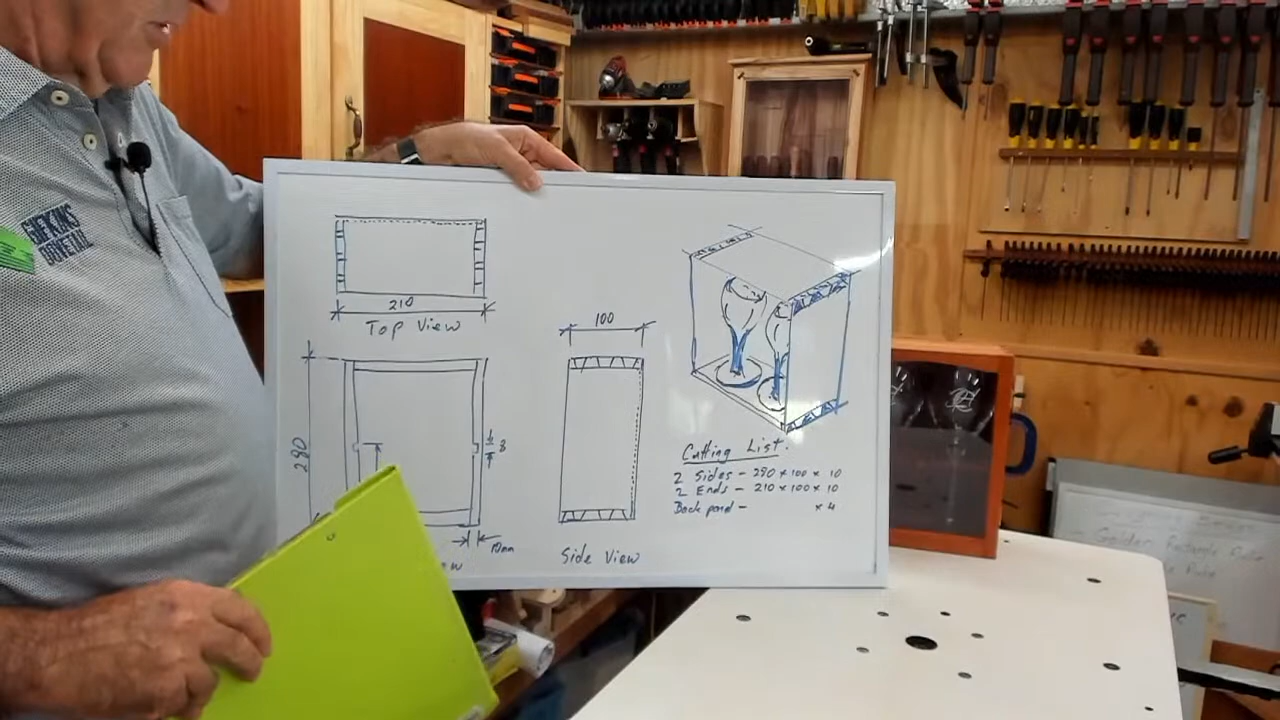 GIFKINS
DOVETAIL
210
Top View
100
280
8
10mm
Side View
Cutting List.
2 Sides - 280 x 100 x 10
2 Ends - 210 x 100 x 10
Back panel - x 4